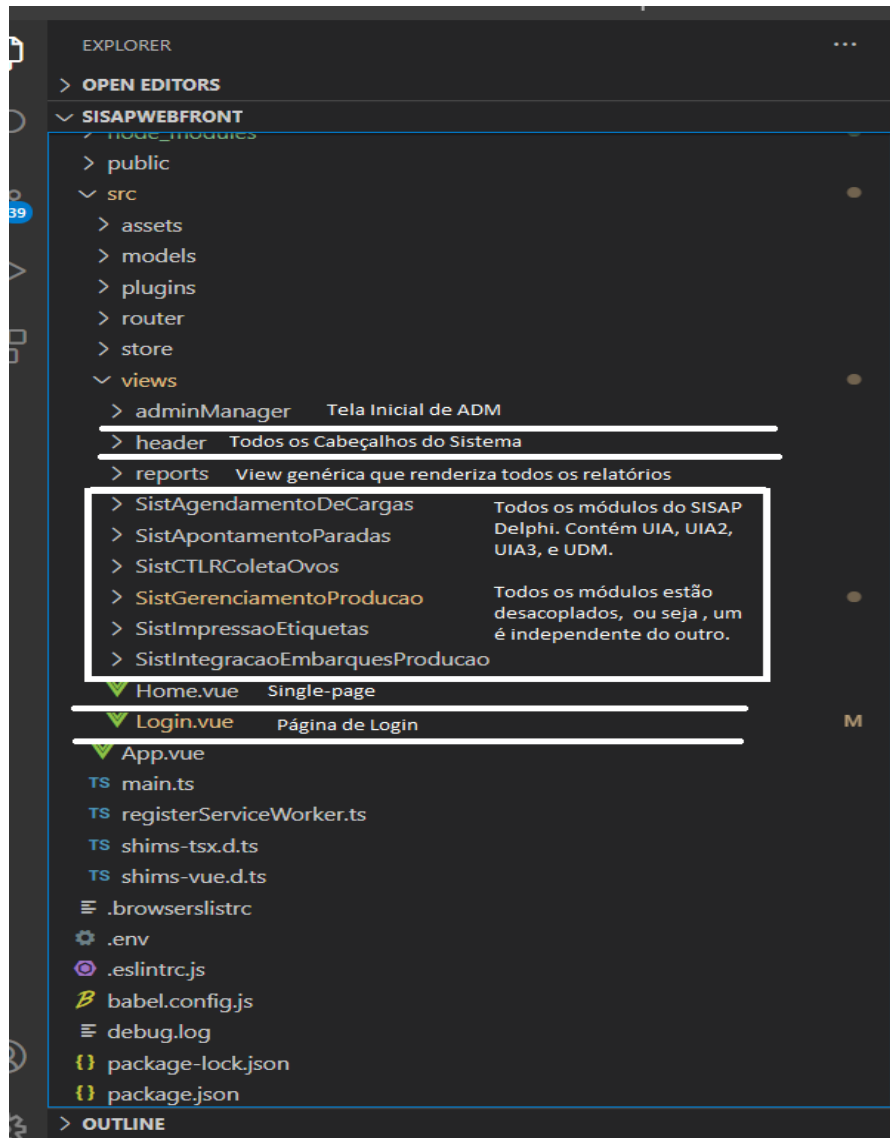 EXPLORER
...
OPEN EDITORS
SISAPWEBFRONT
node_modules
public
src
39
assets
models
plugins
router
store
views
adminManager Tela Inicial de ADM
header Todos os Cabeçalhos do Sistema
reports View genérica que renderiza todos os relatórios
SistAgendamentoDeCargas Todos os módulos do SISAP
SistApontamentoParadas Delphi. Contém UIA, UIA2,
UIA3, e UDM.
SistCTLRColetaOvos
SistGerenciamentoProducao Todos os módulos estão
desacoplados, ou seja , um
SistImpressaoEtiquetas é independente do outro.
SistIntegracaoEmbarquesProducao
Home.vue Single-page
Login.vue Página de Login M
App.vue
TS main.ts
TS registerServiceWorker.ts
TS shims-tsx.d.ts
TS shims-vue.d.ts
.browserslistrc
.env
.eslintrc.js
B babel.config.js
debug.log
{} package-lock.json
{} package.json
OUTLINE